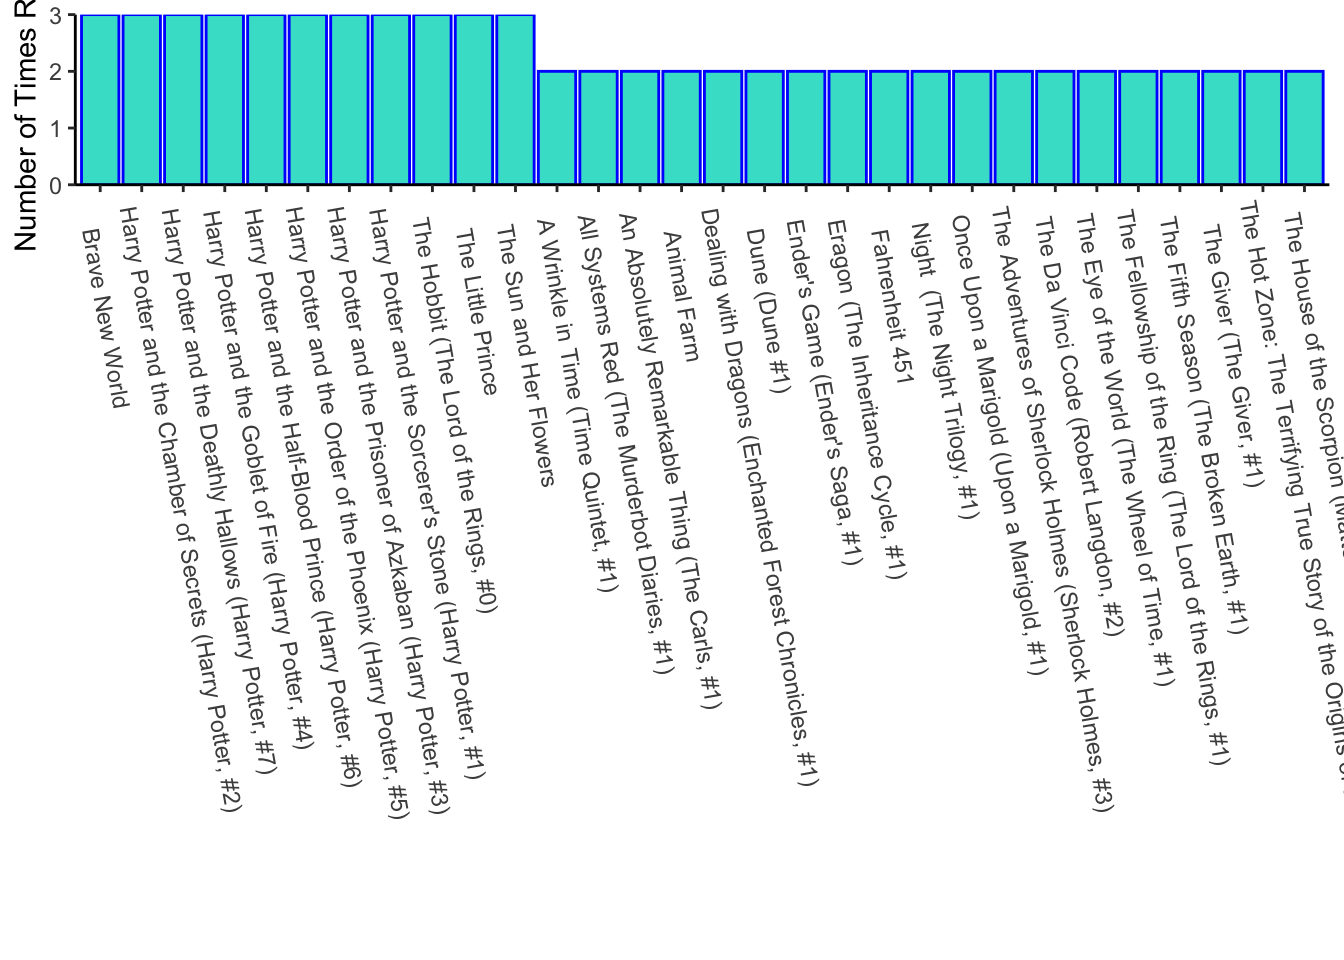 Number of Times R
3
2
1
0
Brave New World
Harry Potter and the Chamber of Secrets (Harry Potter, #2)
Harry Potter and the Deathly Hallows (Harry Potter, #7)
Harry Potter and the Goblet of Fire (Harry Potter, #4)
Harry Potter and the Half-Blood Prince (Harry Potter, #6)
Harry Potter and the Order of the Phoenix (Harry Potter, #5)
Harry Potter and the Prisoner of Azkaban (Harry Potter, #3)
Harry Potter and the Sorcerer's Stone (Harry Potter, #1)
The Hobbit (The Lord of the Rings, #0)
The Little Prince
The Sun and Her Flowers
A Wrinkle in Time (Time Quintet, #1)
All Systems Red (The Murderbot Diaries, #1)
An Absolutely Remarkable Thing (The Carls, #1)
Animal Farm
Dealing with Dragons (Enchanted Forest Chronicles, #1)
Dune (Dune #1)
Ender's Game (Ender's Saga, #1)
Eragon (The Inheritance Cycle, #1)
Fahrenheit 451
Night  (The Night Trilogy, #1)
Once Upon a Marigold (Upon a Marigold, #1)
The Adventures of Sherlock Holmes (Sherlock Holmes, #3)
The Da Vinci Code (Robert Langdon, #2)
The Eye of the World (The Wheel of Time, #1)
The Fellowship of the Ring (The Lord of the Rings, #1)
The Fifth Season (The Broken Earth, #1)
The Giver (The Giver, #1)
The Hot Zone: The Terrifying True Story of the Origins of
The House of the Scorpion